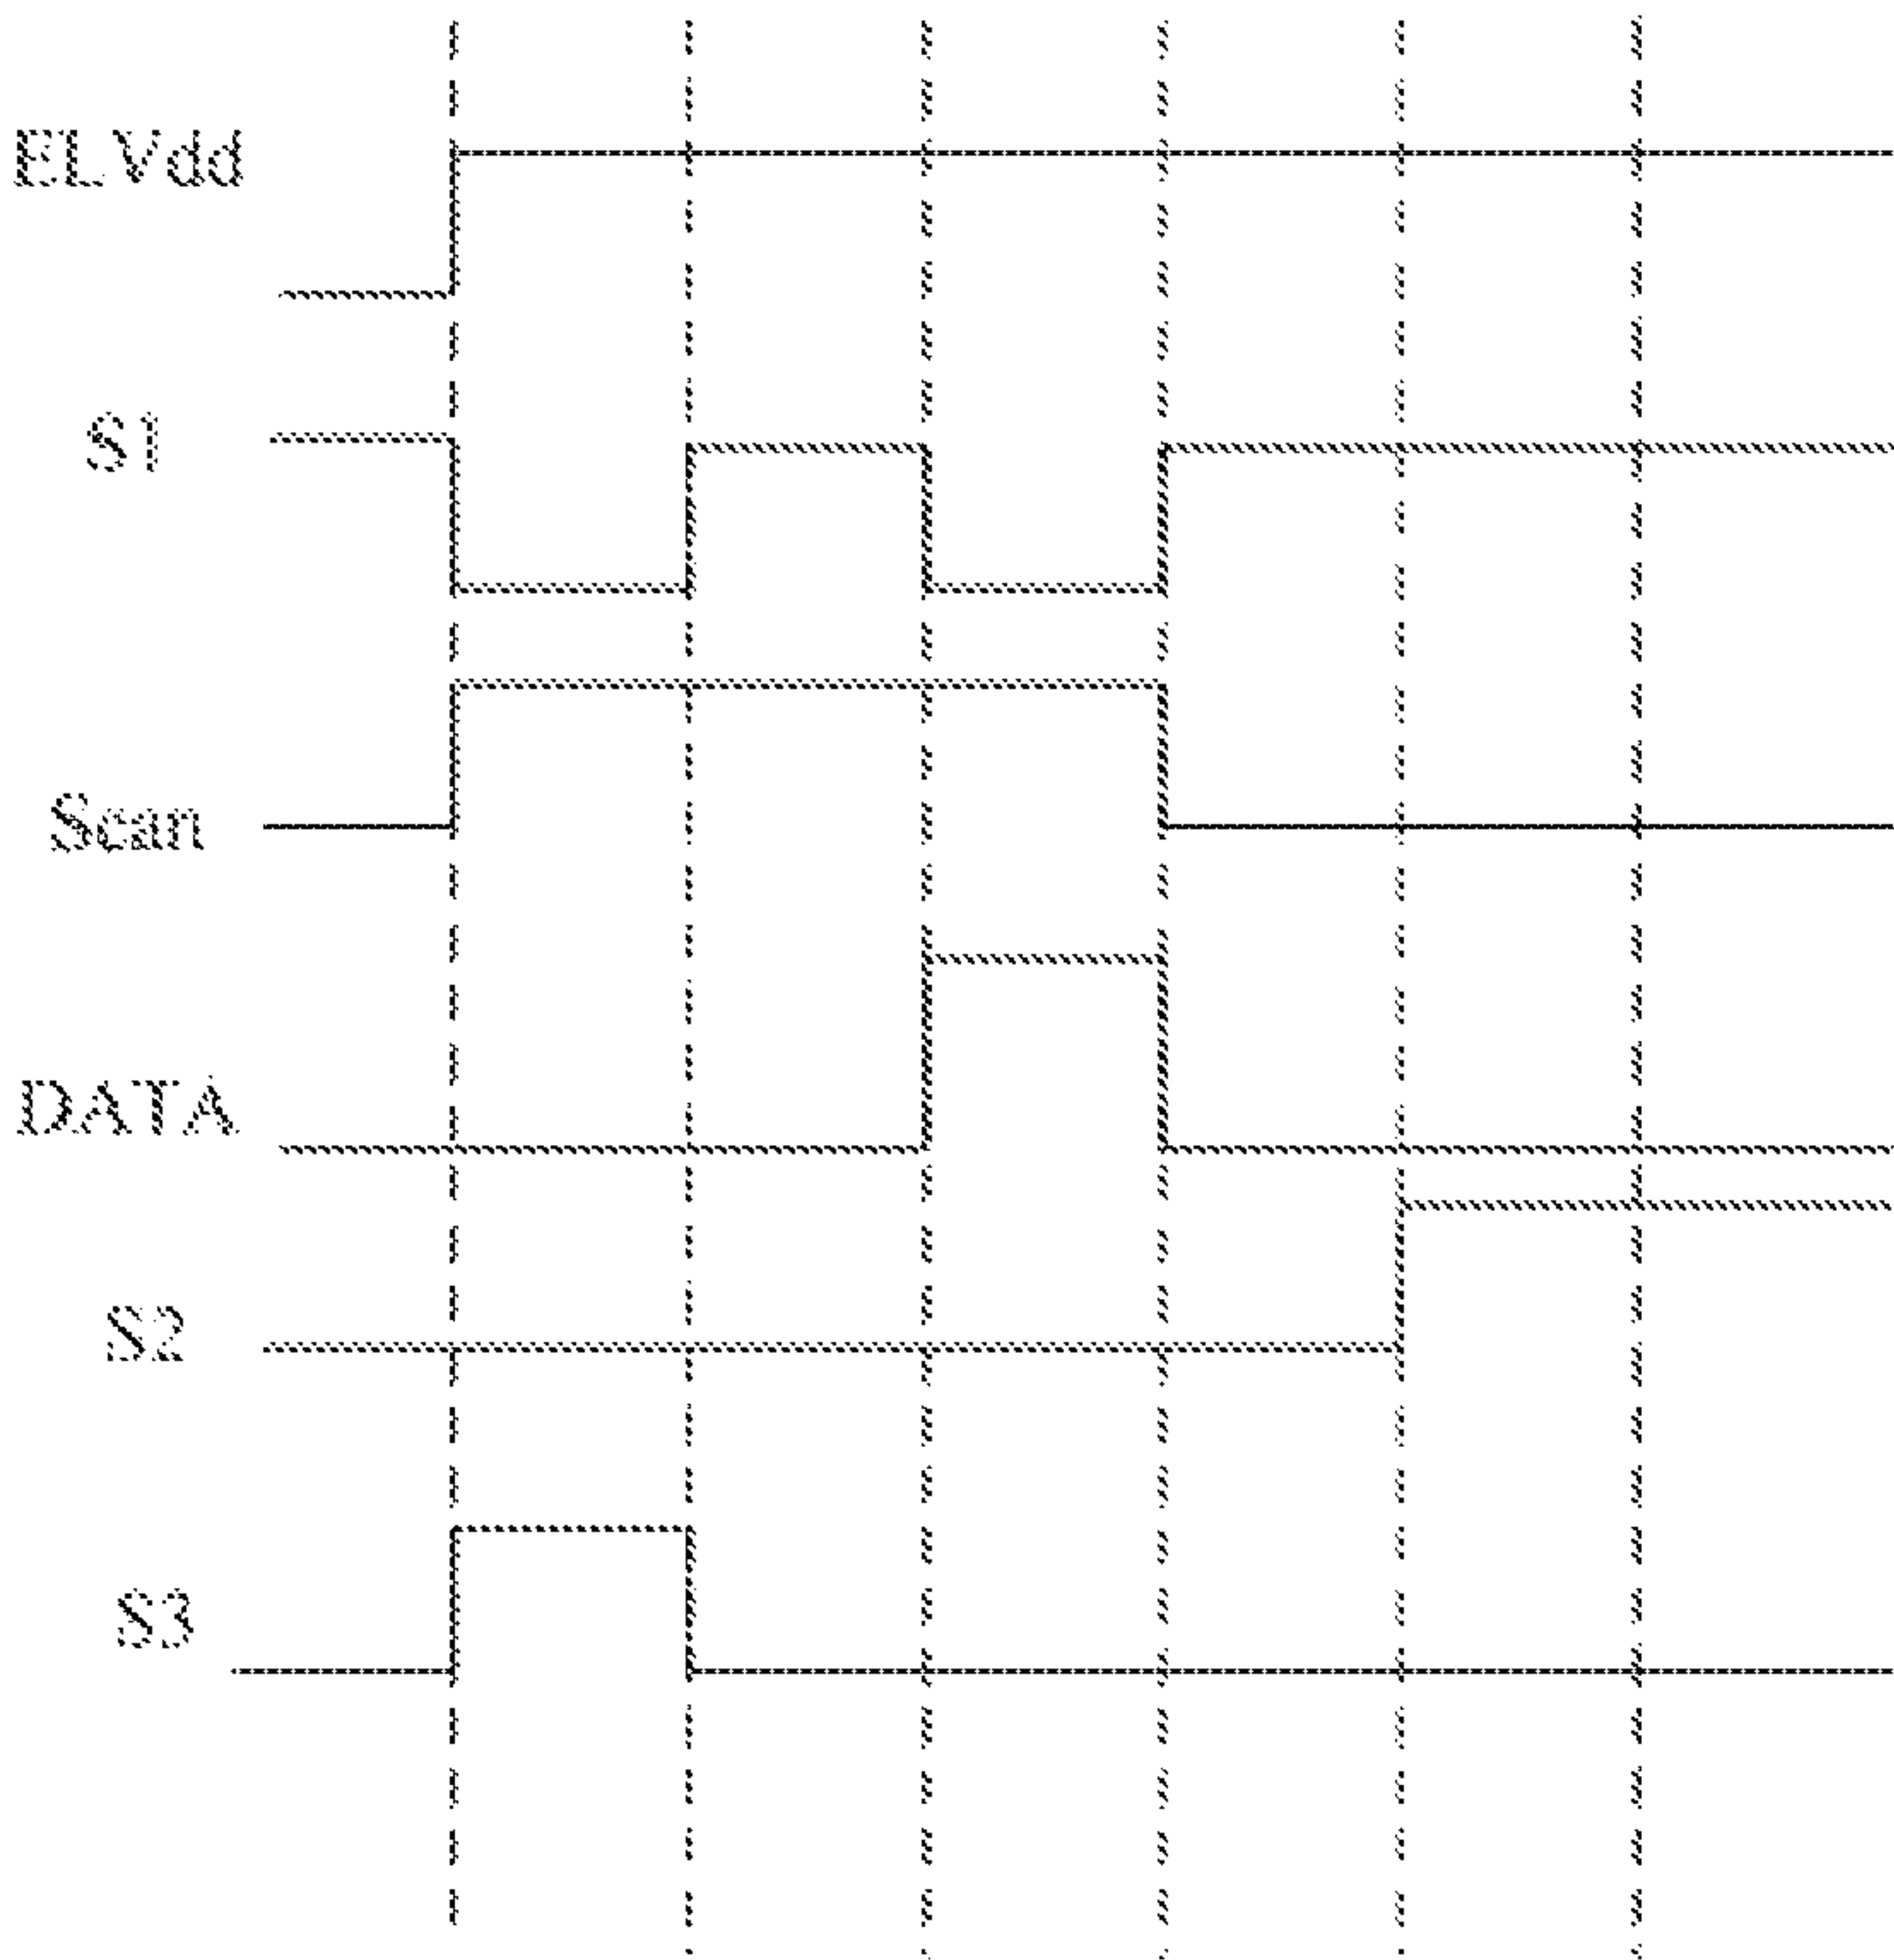 ELVdd
S1
Scan
DATA
S2
S3